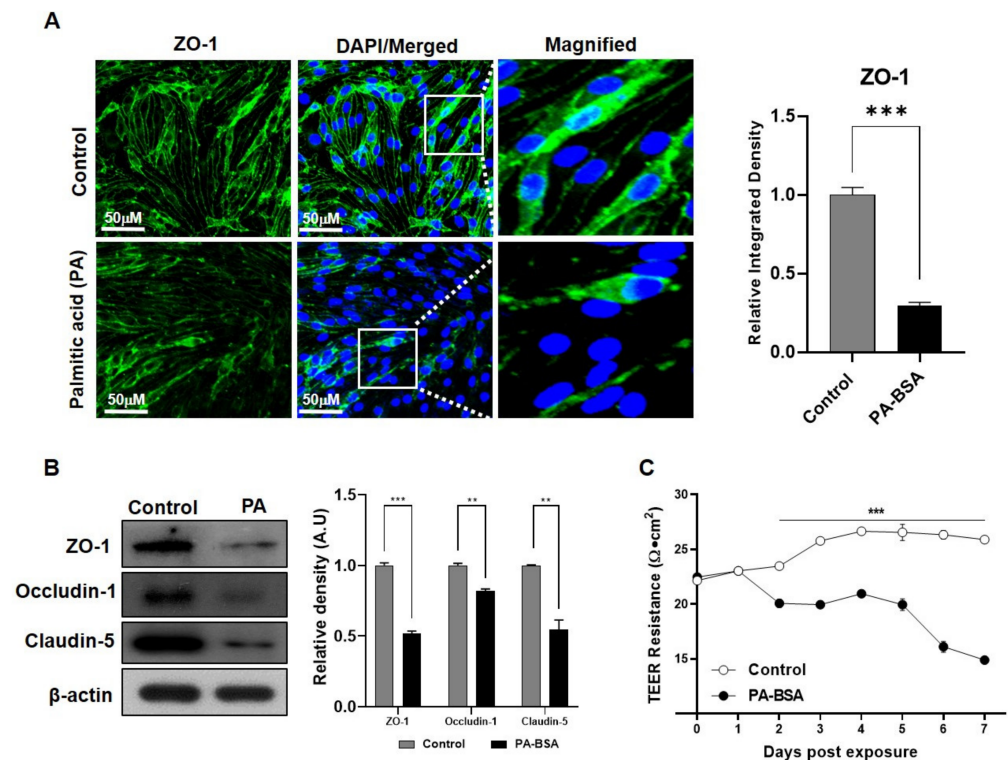 A
ZO-1
DAPI/Merged
Magnified
Control
50μM
50μM
Palmitic acid (PA)
50μM
50μM
ZO-1
***
Relative Integrated Density
1.5
1.0
0.5
0.0
Control
PA-BSA
B
Control
PA
ZO-1
Occludin-1
Claudin-5
β-actin
Relative density (A.U)
1.5
1.0
0.5
0.0
***
**
**
ZO-1
Occludin-1
Claudin-5
Control
PA-BSA
C
TEER Resistance (Ω•cm²)
30
25
20
15
***
Control
PA-BSA
0 1 2 3 4 5 6 7
Days post exposure